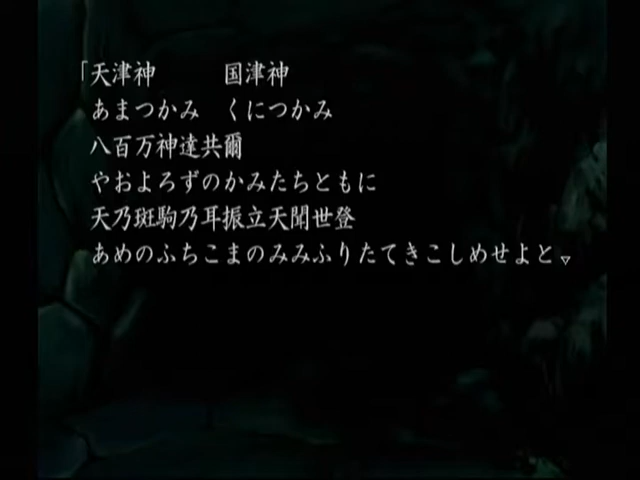 「天津神　　　国津神
あまつかみ　くにつかみ
八百万神達共爾
やおよろずのかみたちともに
天乃斑駒乃耳振立天聞世登
あめのふちこまのみみふりたてきこしめせよと▽